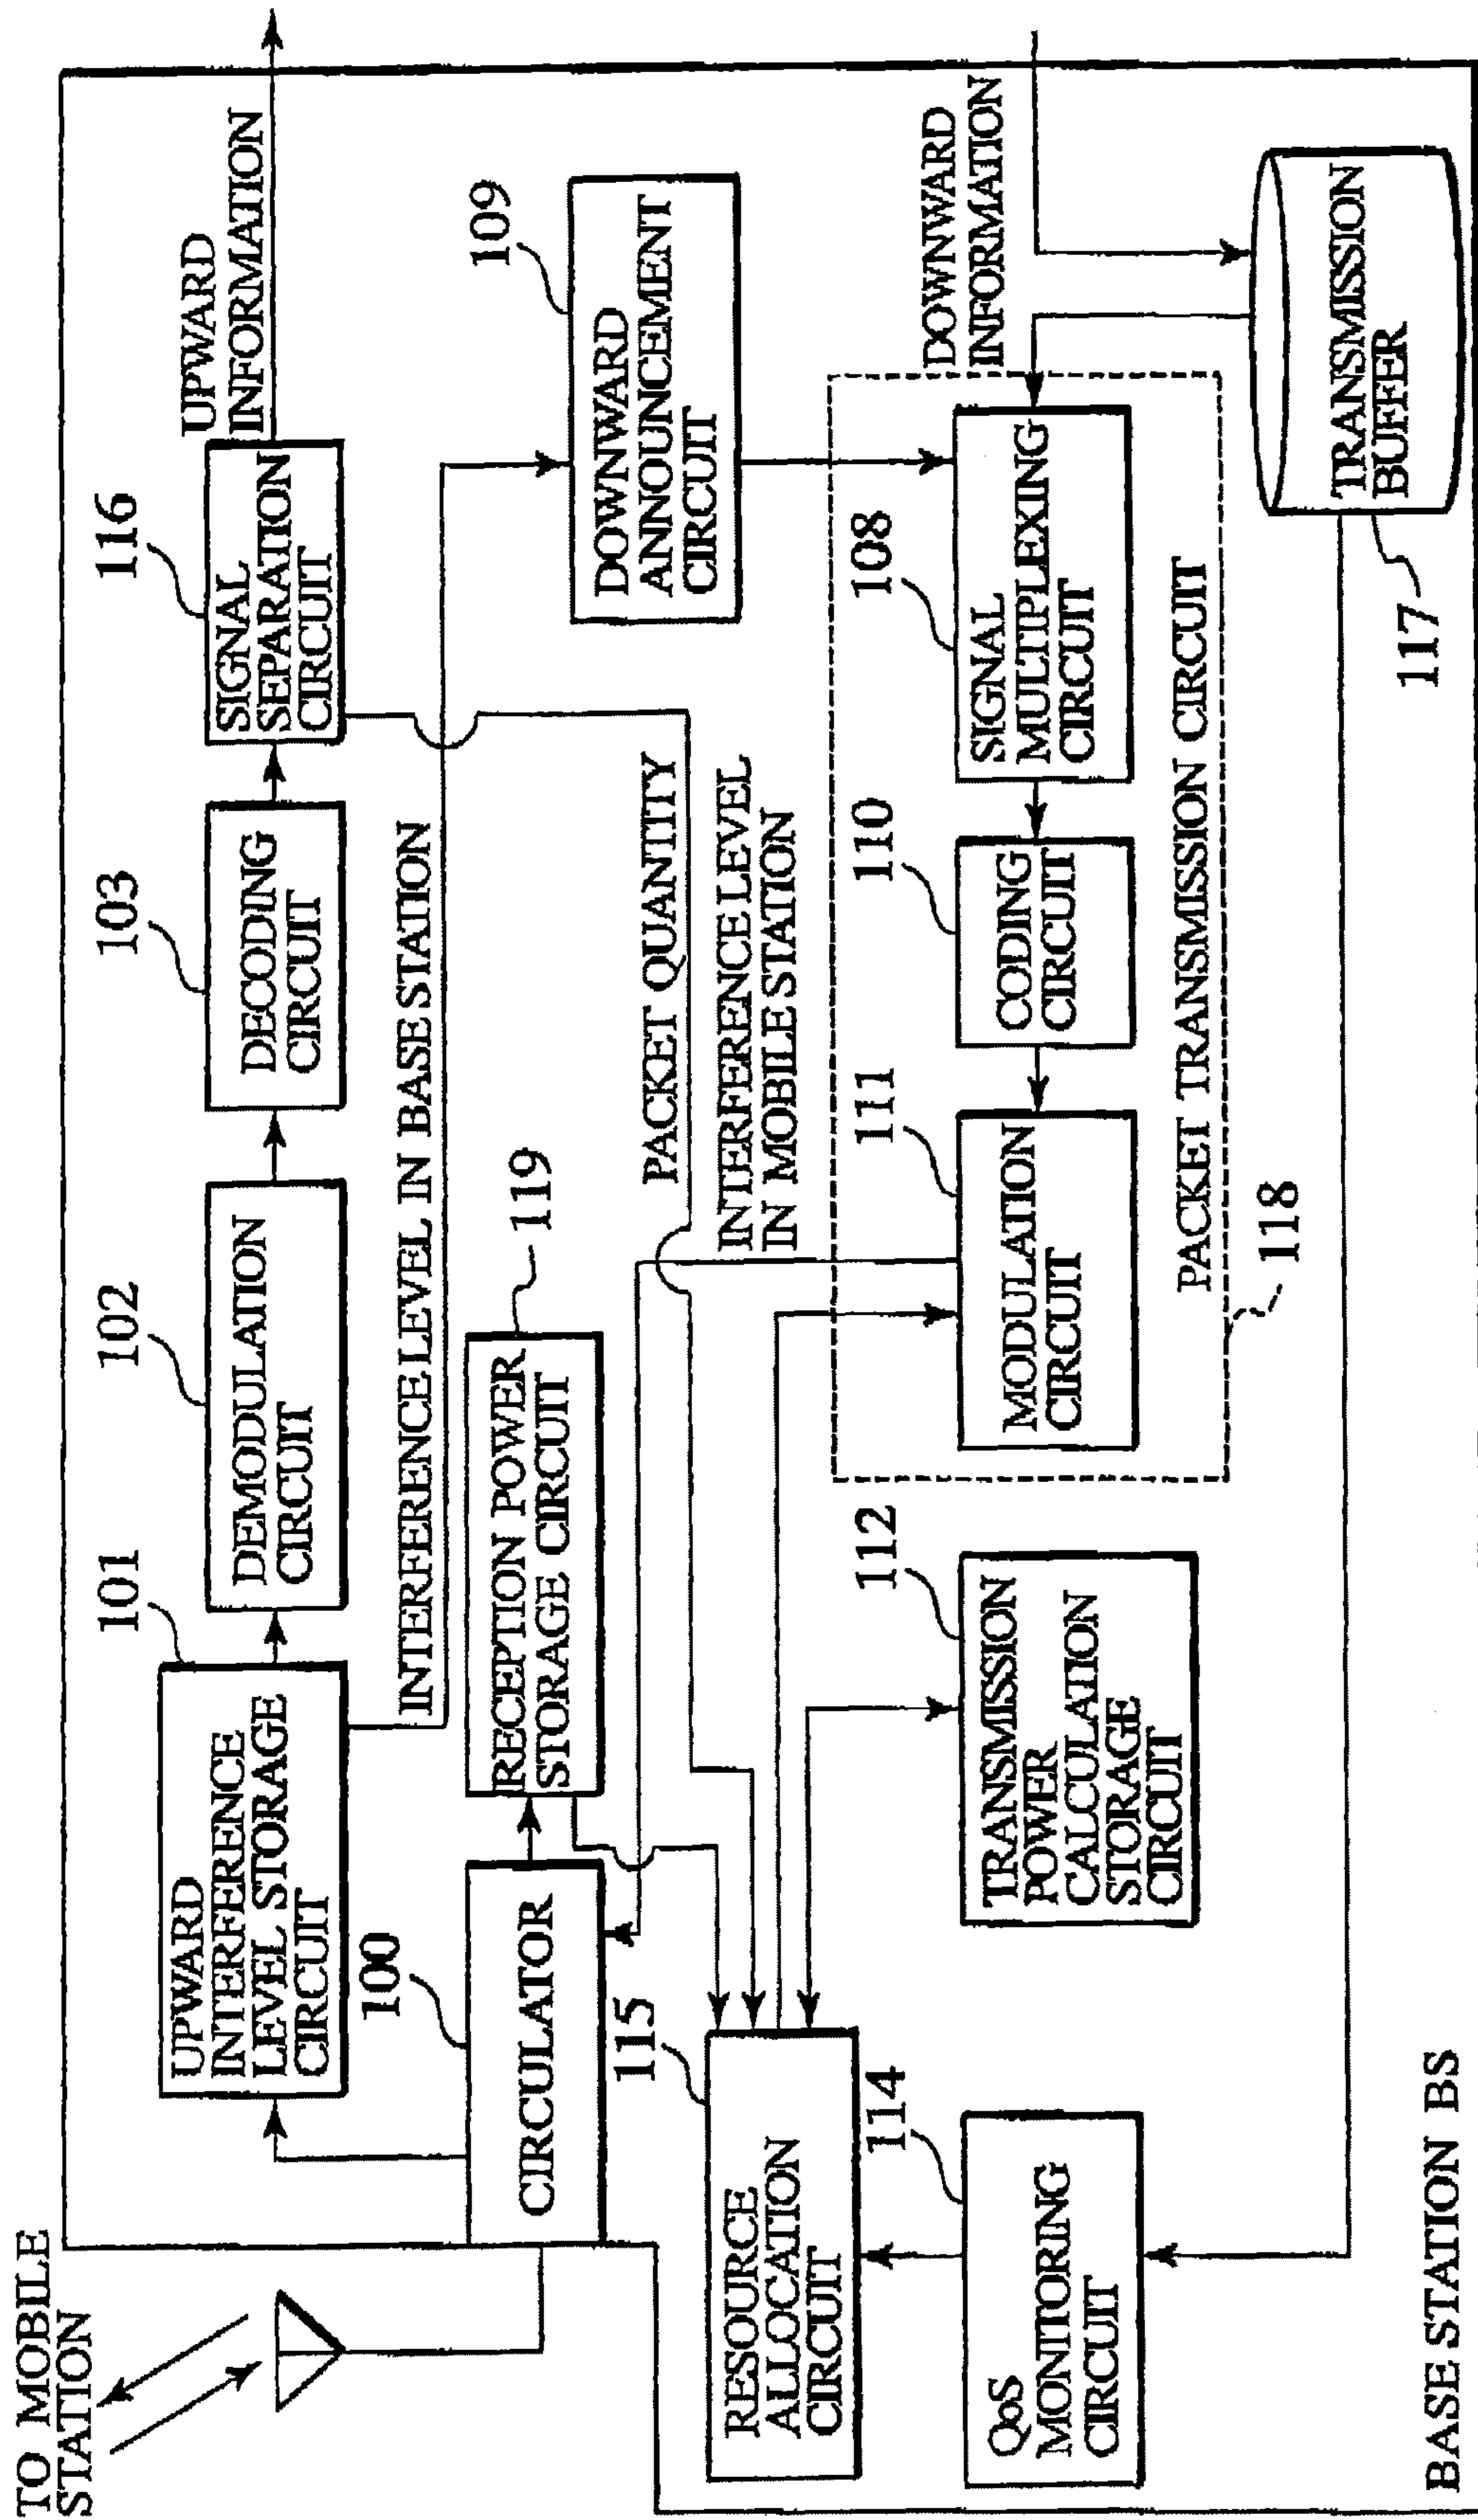 TO MOBILE
STATION
UPWARD
INTERFERENCE
LEVEL STORAGE
CIRCUIT
101
DEMODULATION
CIRCUIT
102
DECODING
CIRCUIT
103
SIGNAL
SEPARATION
CIRCUIT
116
UPWARD
INFORMATION
INTERFERENCE LEVEL IN BASE STATION
100
CIRCULATOR
RECEPTION POWER
STORAGE CIRCUIT
119
DOWNWARD
ANNOUNCEMENT
CIRCUIT
109
PACKET QUANTITY
INTERFERENCE LEVEL
IN MOBILE STATION
115
RESOURCE
ALLOCATION
CIRCUIT
114
QoS
MONITORING
CIRCUIT
112
TRANSMISSION
POWER
CALCULATION
STORAGE
CIRCUIT
111
MODULATION
CIRCUIT
110
CODING
CIRCUIT
108
SIGNAL
MULTIPLEXING
CIRCUIT
DOWNWARD
INFORMATION
PACKET TRANSMISSION CIRCUIT
118
TRANSMISSION
BUFFER
117
BASE STATION BS